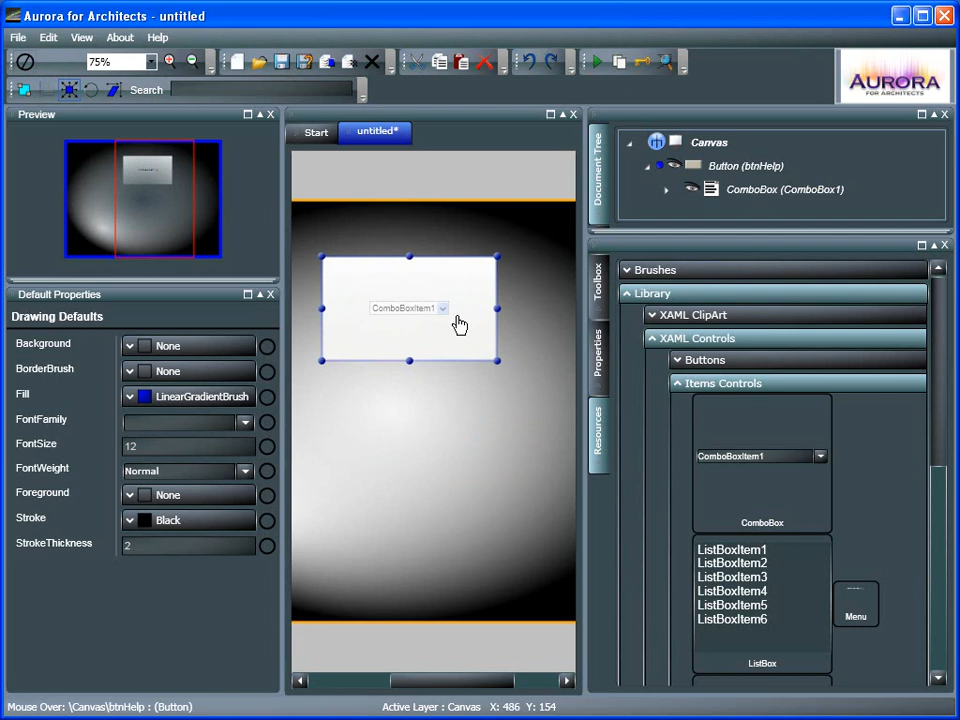 Aurora for Architects - untitled
File Edit View About Help
75%
Search
AURORA
FOR ARCHITECTS
Preview
Default Properties
Drawing Defaults
Background None
BorderBrush None
Fill LinearGradientBrush
FontFamily
FontSize 12
FontWeight Normal
Foreground None
Stroke Black
StrokeThickness 2
Start untitled*
ComboBoxItem1
Document Tree
Canvas
Button (btnHelp)
ComboBox (ComboBox1)
Toolbox
Properties
Resources
Brushes
Library
XAML ClipArt
XAML Controls
Buttons
Items Controls
ComboBoxItem1
ComboBox
ListBoxItem1
ListBoxItem2
ListBoxItem3
ListBoxItem4
ListBoxItem5
ListBoxItem6
ListBox
Menu
Mouse Over: \Canvas\btnHelp : (Button) Active Layer : Canvas X: 486 Y: 154